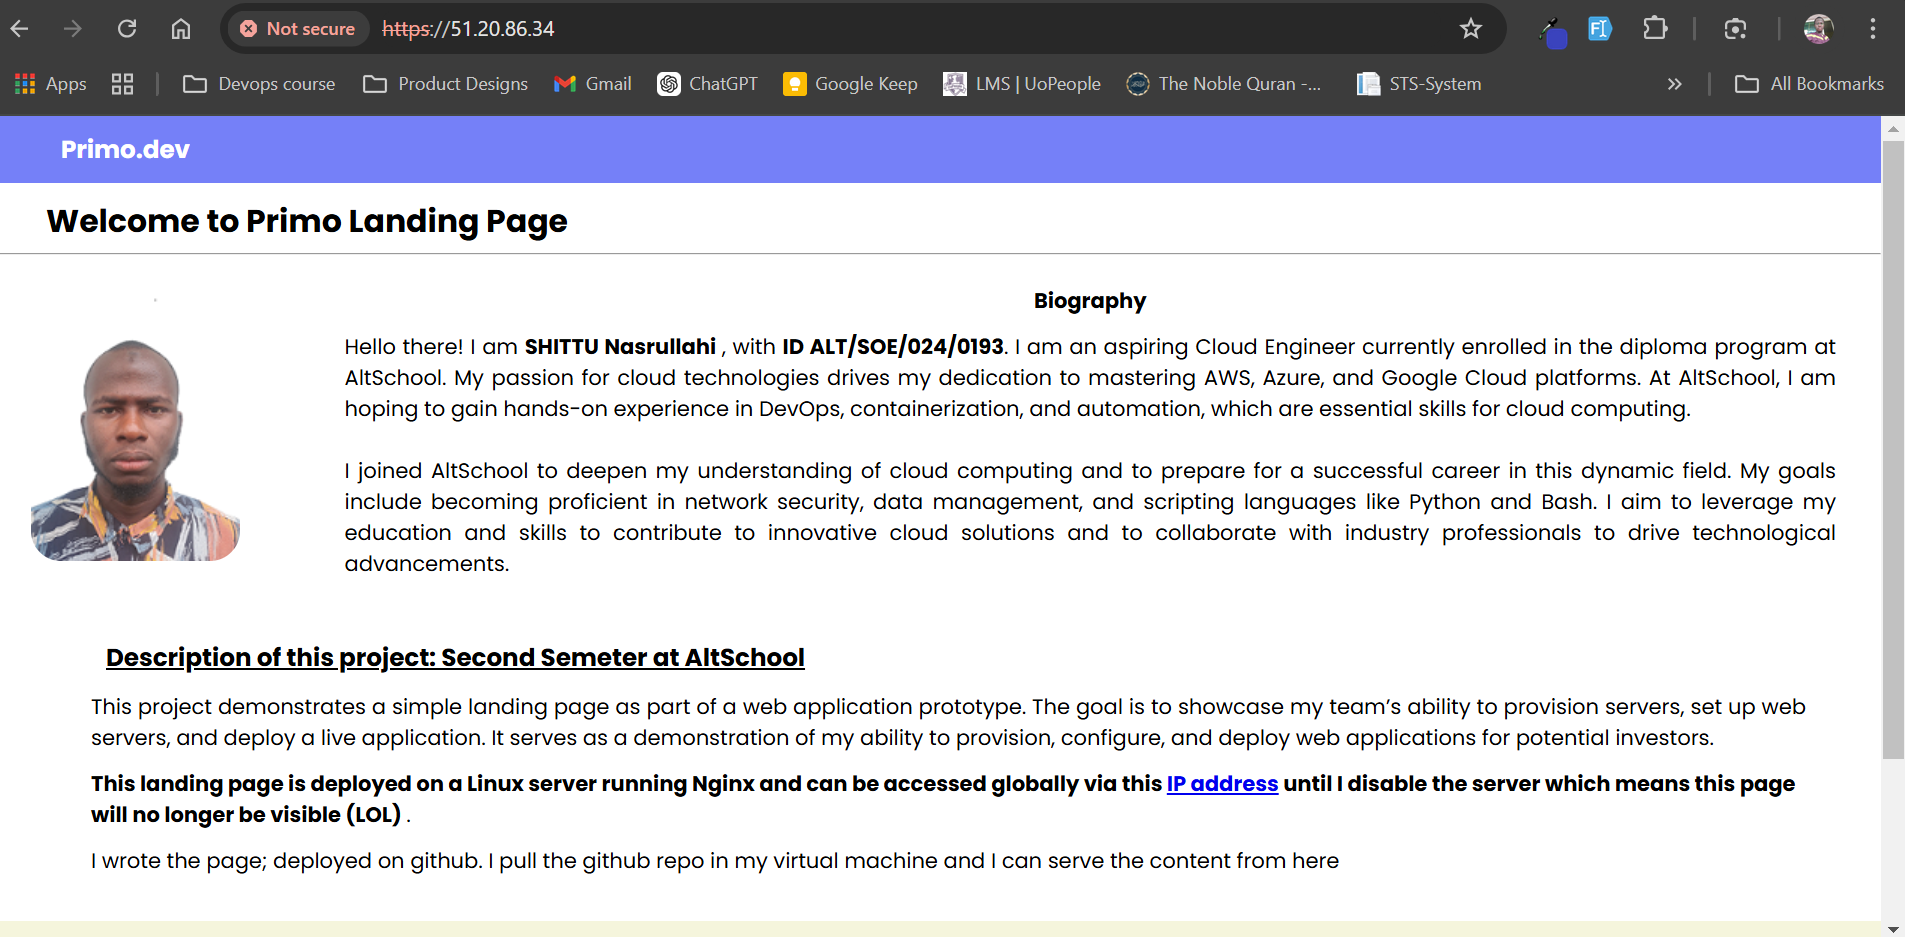 Not secure https://51.20.86.34
Apps Devops course Product Designs Gmail ChatGPT Google Keep LMS | UoPeople The Noble Quran -... STS-System » All Bookmarks
Primo.dev
Welcome to Primo Landing Page
Biography
Hello there! I am SHITTU Nasrullahi , with ID ALT/SOE/024/0193. I am an aspiring Cloud Engineer currently enrolled in the diploma program at
AltSchool. My passion for cloud technologies drives my dedication to mastering AWS, Azure, and Google Cloud platforms. At AltSchool, I am
hoping to gain hands-on experience in DevOps, containerization, and automation, which are essential skills for cloud computing.
I joined AltSchool to deepen my understanding of cloud computing and to prepare for a successful career in this dynamic field. My goals
include becoming proficient in network security, data management, and scripting languages like Python and Bash. I aim to leverage my
education and skills to contribute to innovative cloud solutions and to collaborate with industry professionals to drive technological
advancements.
Description of this project: Second Semeter at AltSchool
This project demonstrates a simple landing page as part of a web application prototype. The goal is to showcase my team’s ability to provision servers, set up web
servers, and deploy a live application. It serves as a demonstration of my ability to provision, configure, and deploy web applications for potential investors.
This landing page is deployed on a Linux server running Nginx and can be accessed globally via this IP address until I disable the server which means this page
will no longer be visible (LOL) .
I wrote the page; deployed on github. I pull the github repo in my virtual machine and I can serve the content from here